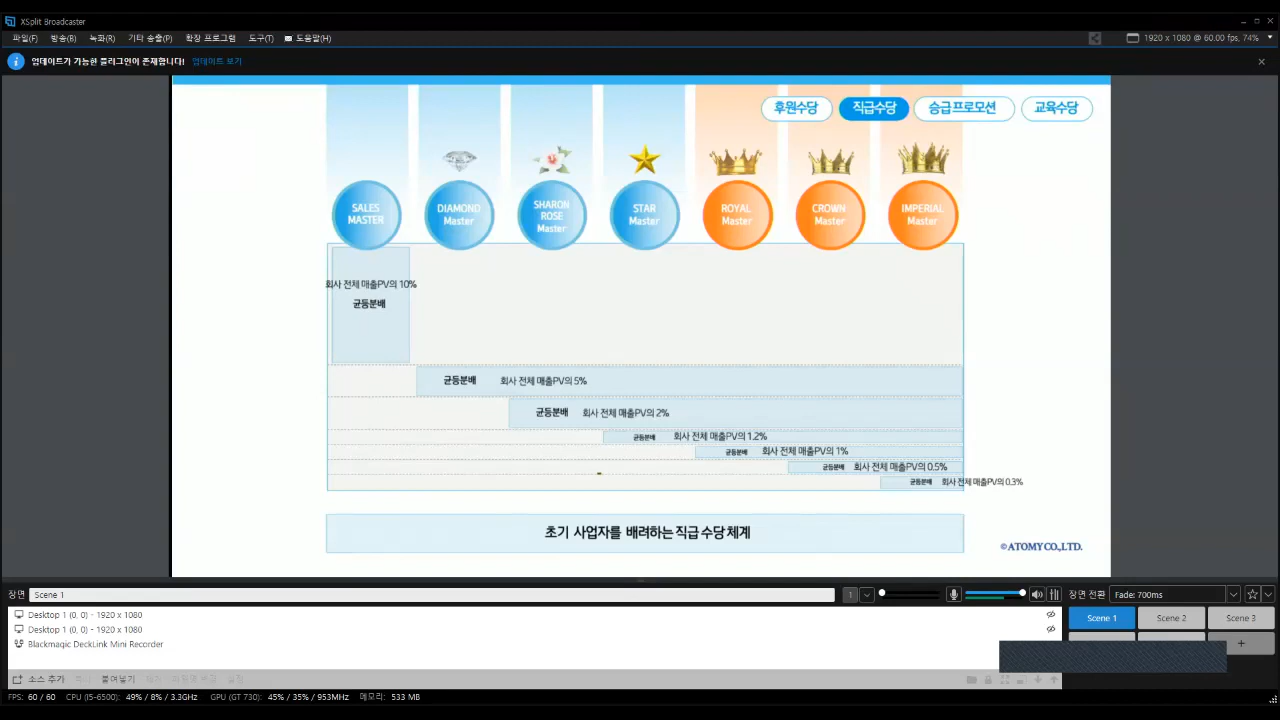 XSplit Broadcaster
파일(F) 방송(B) 녹화(R) 기타 송출(P) 확장 프로그램 도구(T) 도움말(H) 1920 x 1080 @ 60.00 fps, 74%
업데이트가 가능한 플러그인이 존재합니다! 업데이트 보기
후원수당 직급수당 승급 프로모션 교육수당
SALES MASTER
DIAMOND Master
SHARON ROSE Master
STAR Master
ROYAL Master
CROWN Master
IMPERIAL Master
회사 전체 매출PV의 10%
균등분배
균등분배 회사 전체 매출PV의 5%
균등분배 회사 전체 매출PV의 2%
균등분배 회사 전체 매출PV의 1.2%
균등분배 회사 전체 매출PV의 1%
균등분배 회사 전체 매출PV의 0.5%
균등분배 회사 전체 매출PV의 0.3%
초기 사업자를 배려하는 직급 수당 체계
© ATOMY CO.,LTD.
장면 Scene 1 1 장면 전환 Fade: 700ms
Desktop 1 (0, 0) - 1920 x 1080
Desktop 1 (0, 0) - 1920 x 1080
Blackmagic DeckLink Mini Recorder
Scene 1 Scene 2 Scene 3
소스 추가 붙여넣기
FPS: 60 / 60 CPU (I5-6500): 49% / 8% / 3.3GHz GPU (GT 730): 45% / 35% / 953MHz 메모리: 533 MB